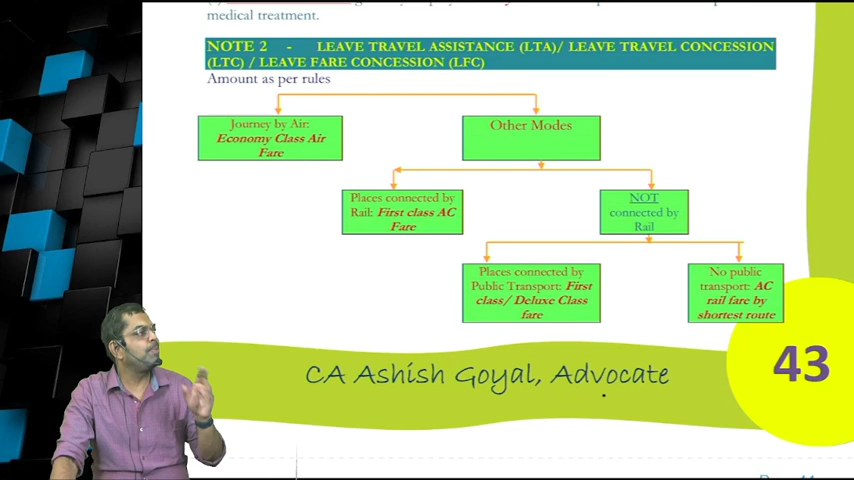 medical treatment.
NOTE 2 - LEAVE TRAVEL ASSISTANCE (LTA)/ LEAVE TRAVEL CONCESSION
(LTC) / LEAVE FARE CONCESSION (LFC)
Amount as per rules
Journey by Air:
Economy Class Air
Fare
Other Modes
Places connected by
Rail: First class AC
Fare
NOT
connected by
Rail
Places connected by
Public Transport: First
class/ Deluxe Class
fare
No public
transport: AC
rail fare by
shortest route
CA Ashish Goyal, Advocate
43